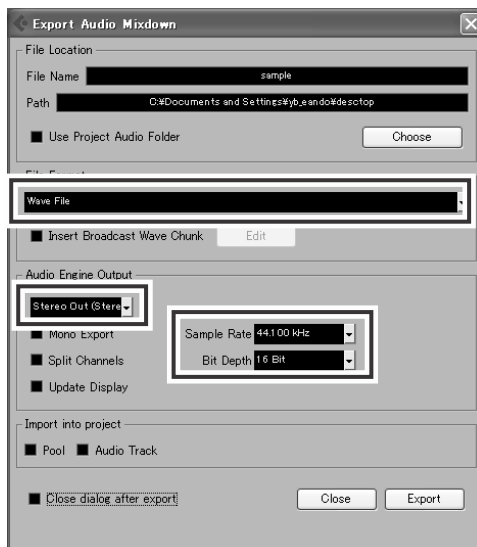 Export Audio Mixdown
File Location
File Name sample
Path C:¥Documents and Settings¥yb_eando¥desctop
Use Project Audio Folder Choose
File Format
Wave File
Insert Broadcast Wave Chunk Edit
Audio Engine Output
Stereo Out (Stere
Mono Export Sample Rate 44.100 kHz
Split Channels Bit Depth 16 Bit
Update Display
Import into project
Pool Audio Track
Close dialog after export Close Export